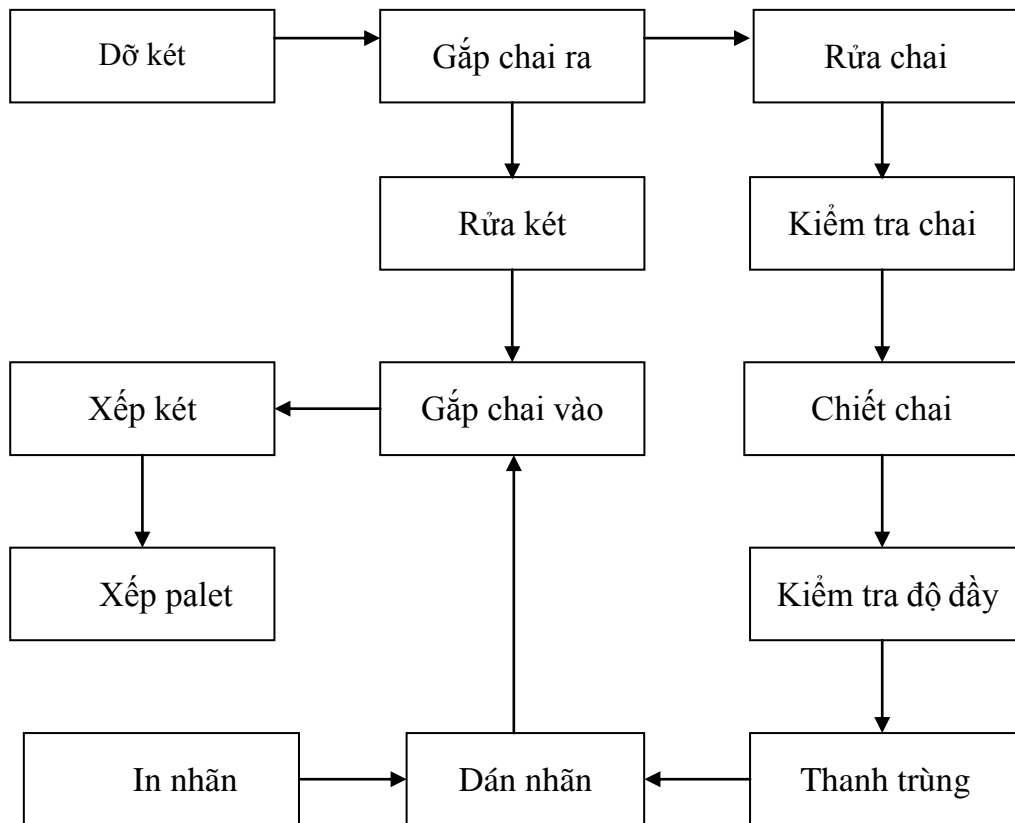 Dỡ két
Gắp chai ra
Rửa chai
Rửa két
Kiểm tra chai
Xếp két
Gắp chai vào
Chiết chai
Xếp palet
Kiểm tra độ đầy
In nhãn
Dán nhãn
Thanh trùng